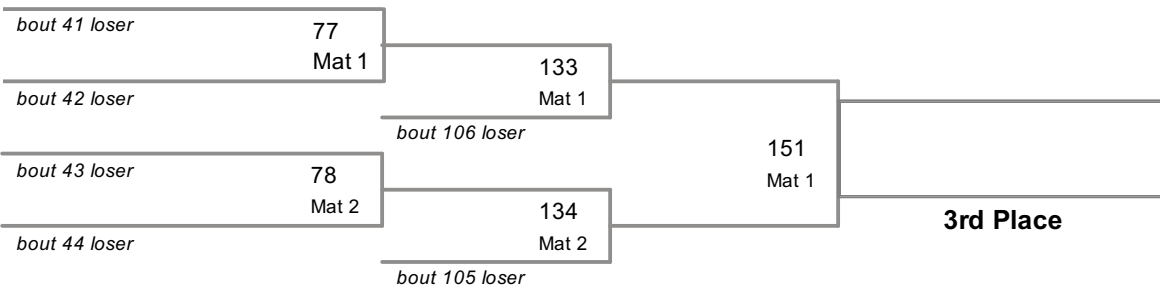 bout 41 loser
77
Mat 1
bout 42 loser
133
Mat 1
bout 106 loser
bout 43 loser
78
Mat 2
bout 44 loser
134
Mat 2
bout 105 loser
151
Mat 1
3rd Place